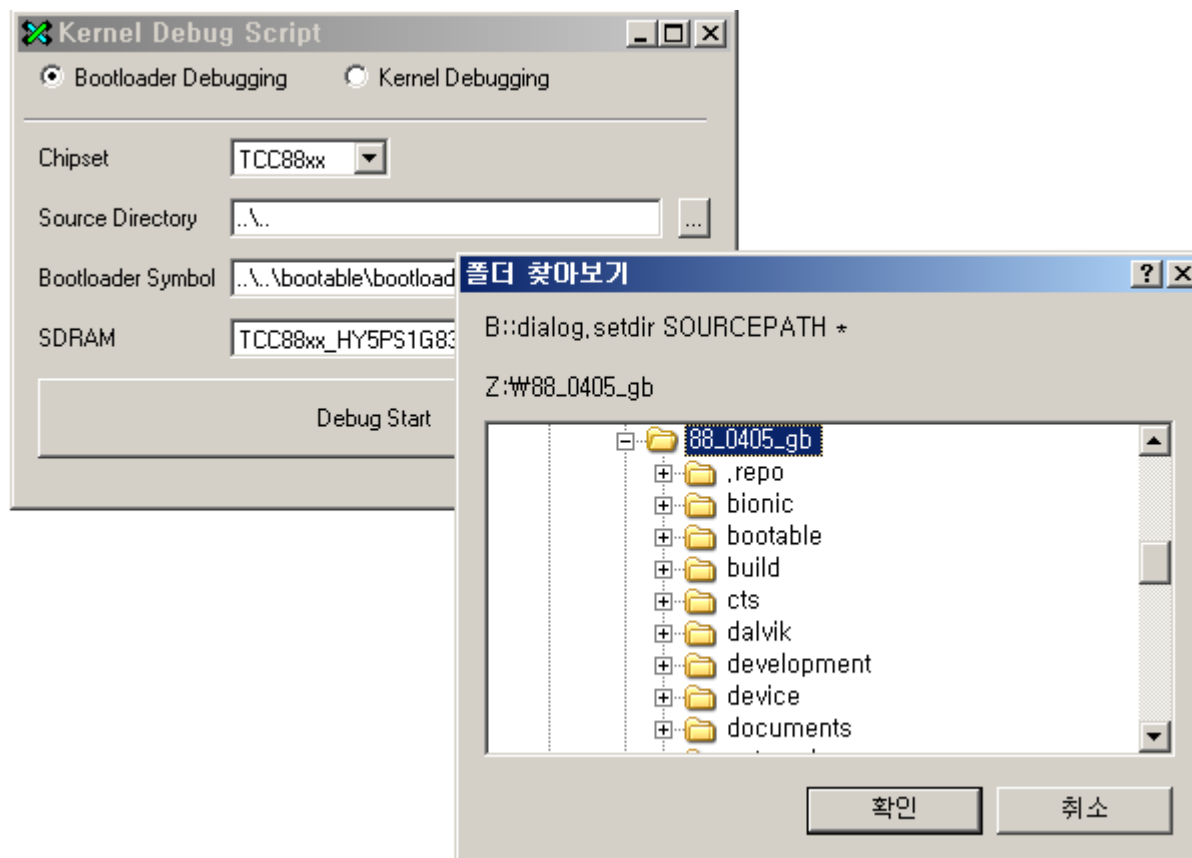 Kernel Debug Script
Bootloader Debugging
Kernel Debugging
Chipset
TCC88xx
Source Directory
..\..
...
Bootloader Symbol
..\..\bootable\bootload
SDRAM
TCC88xx_HY5PS1G83
Debug Start
폴더 찾아보기
B::dialog.setdir SOURCEPATH *
Z:₩88_0405_gb
88_0405_gb
.repo
bionic
bootable
build
cts
dalvik
development
device
documents
확인
취소